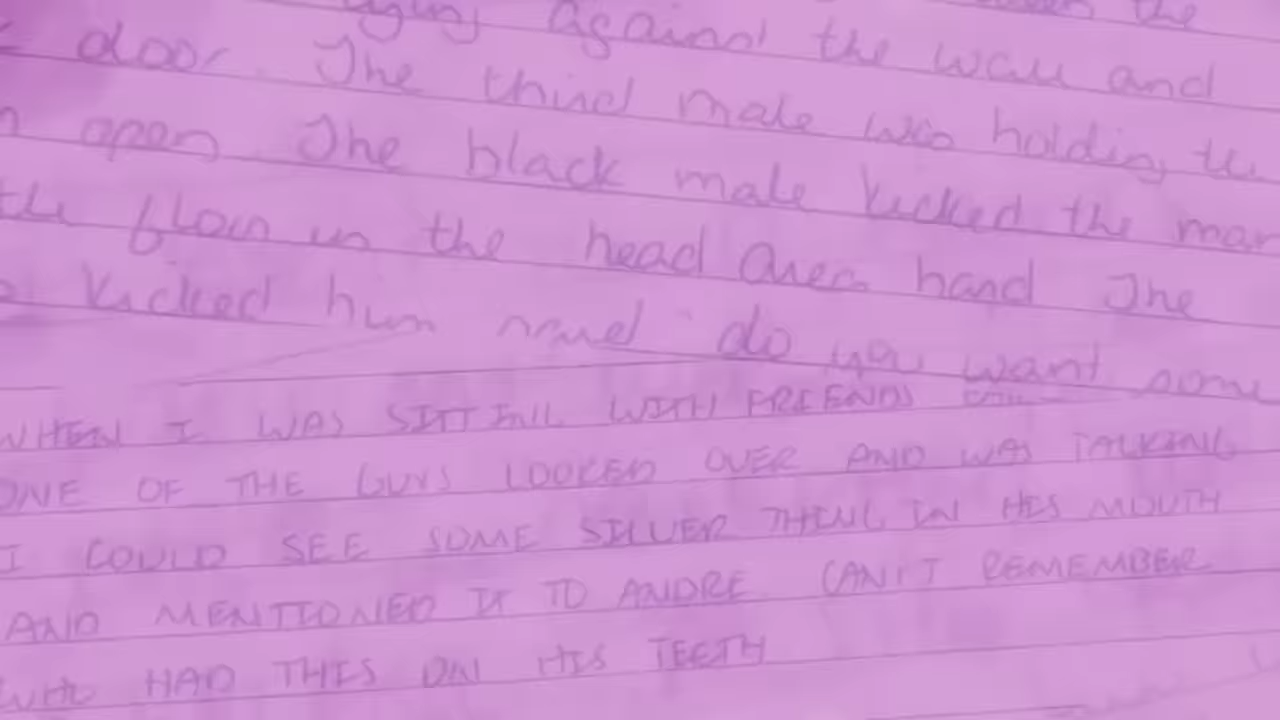 against the wall and
door. The third male was holding the
open The black male kicked the man
the floor in the head area hard The
kicked him and do you want some
WHEN I WAS SITTING WITH FRIENDS
ONE OF THE GUYS LOOKED OVER AND WAS TALKING
I COULD SEE SOME SILVER THING IN HIS MOUTH
AND MENTIONED IT TO ANDRE CAN'T REMEMBER
WHO HAD THIS ON HIS TEETH